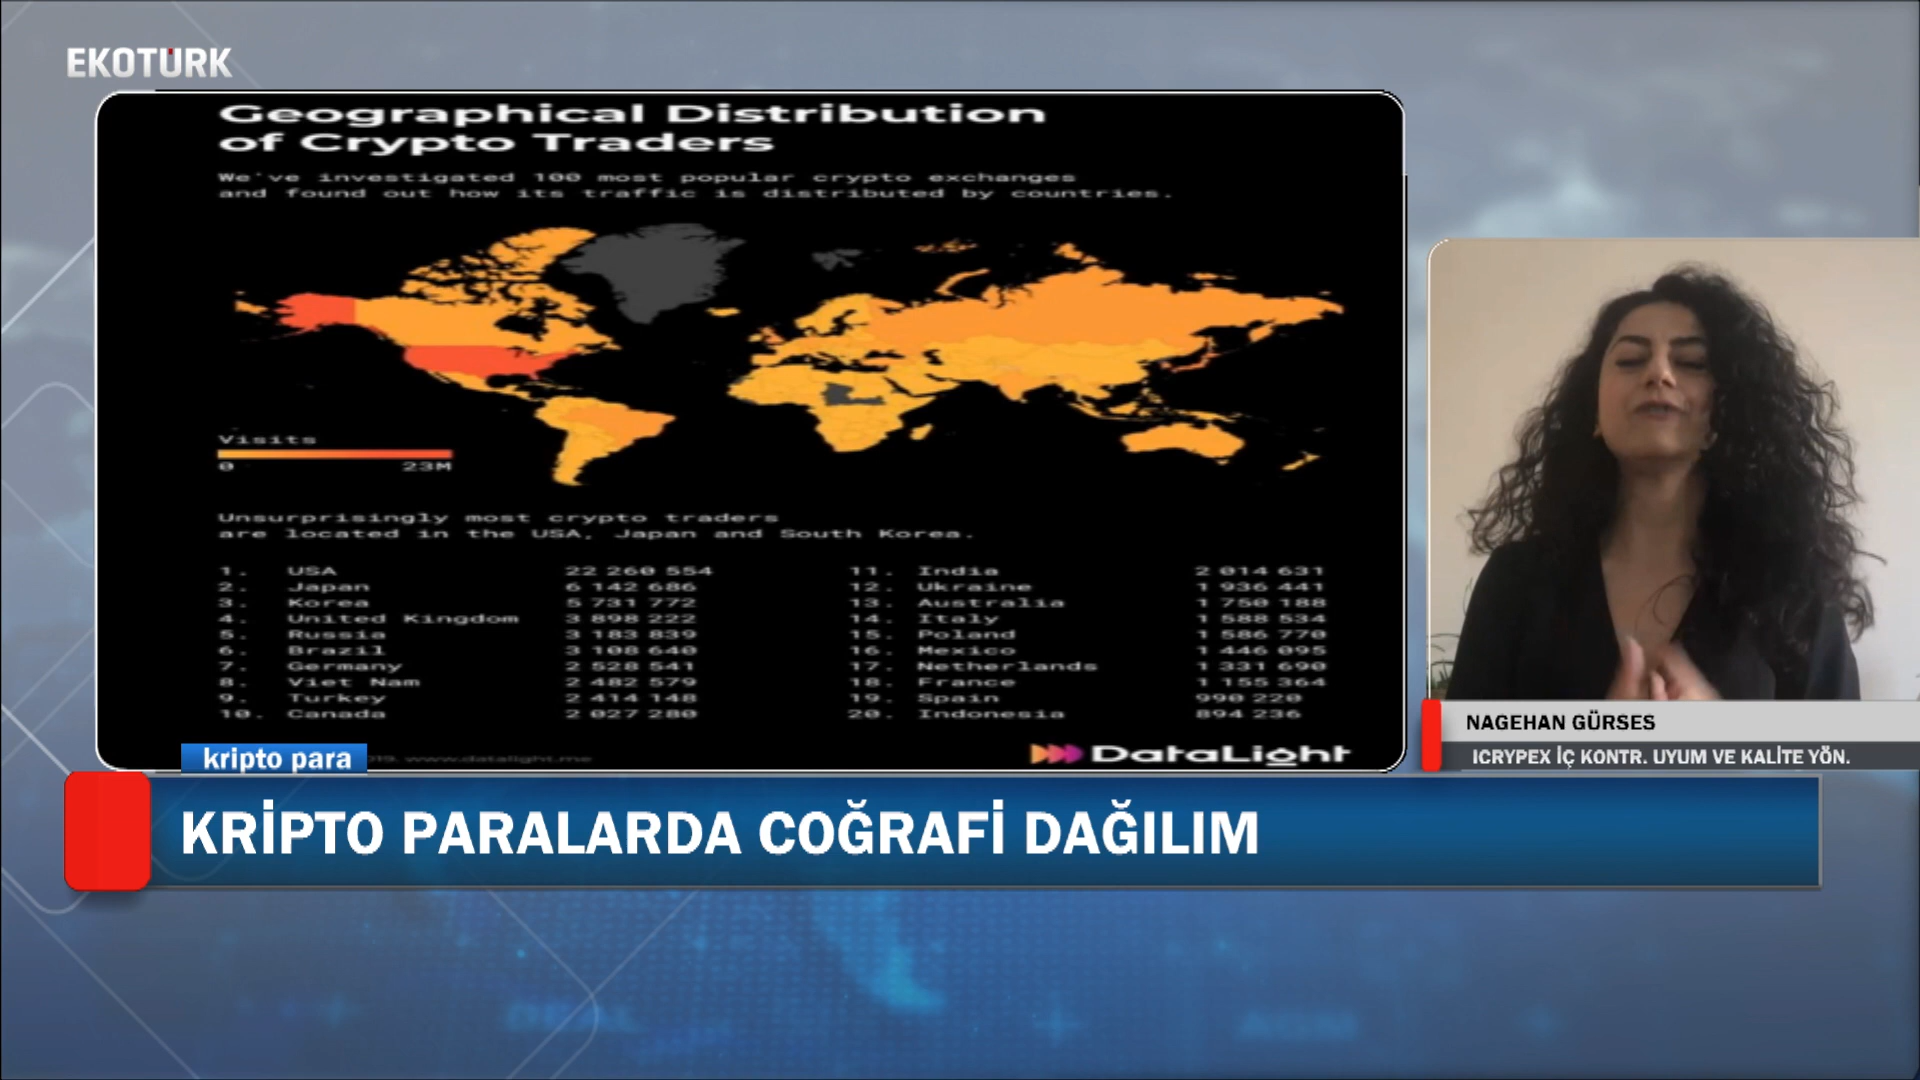 EKOTÜRK
Geographical Distribution
of Crypto Traders
We've investigated 100 most popular crypto exchanges
and found out how its traffic is distributed by countries.
Visits
0 23M
Unsurprisingly most crypto traders
are located in the USA, Japan and South Korea.
1. USA 22 260 554
2. Japan 6 142 686
3. Korea 5 731 772
4. United Kingdom 3 898 222
5. Russia 3 183 839
6. Brazil 3 108 640
7. Germany 2 528 541
8. Viet Nam 2 482 579
9. Turkey 2 414 148
10. Canada 2 027 280
11. India 2 014 631
12. Ukraine 1 936 441
13. Australia 1 750 188
14. Italy 1 588 534
15. Poland 1 586 770
16. Mexico 1 446 095
17. Netherlands 1 331 690
18. France 1 155 364
19. Spain 990 220
20. Indonesia 894 236
www.datalight.me
DataLight
NAGEHAN GÜRSES
ICRYPEX İÇ KONTR. UYUM VE KALİTE YÖN.
kripto para
KRİPTO PARALARDA COĞRAFİ DAĞILIM